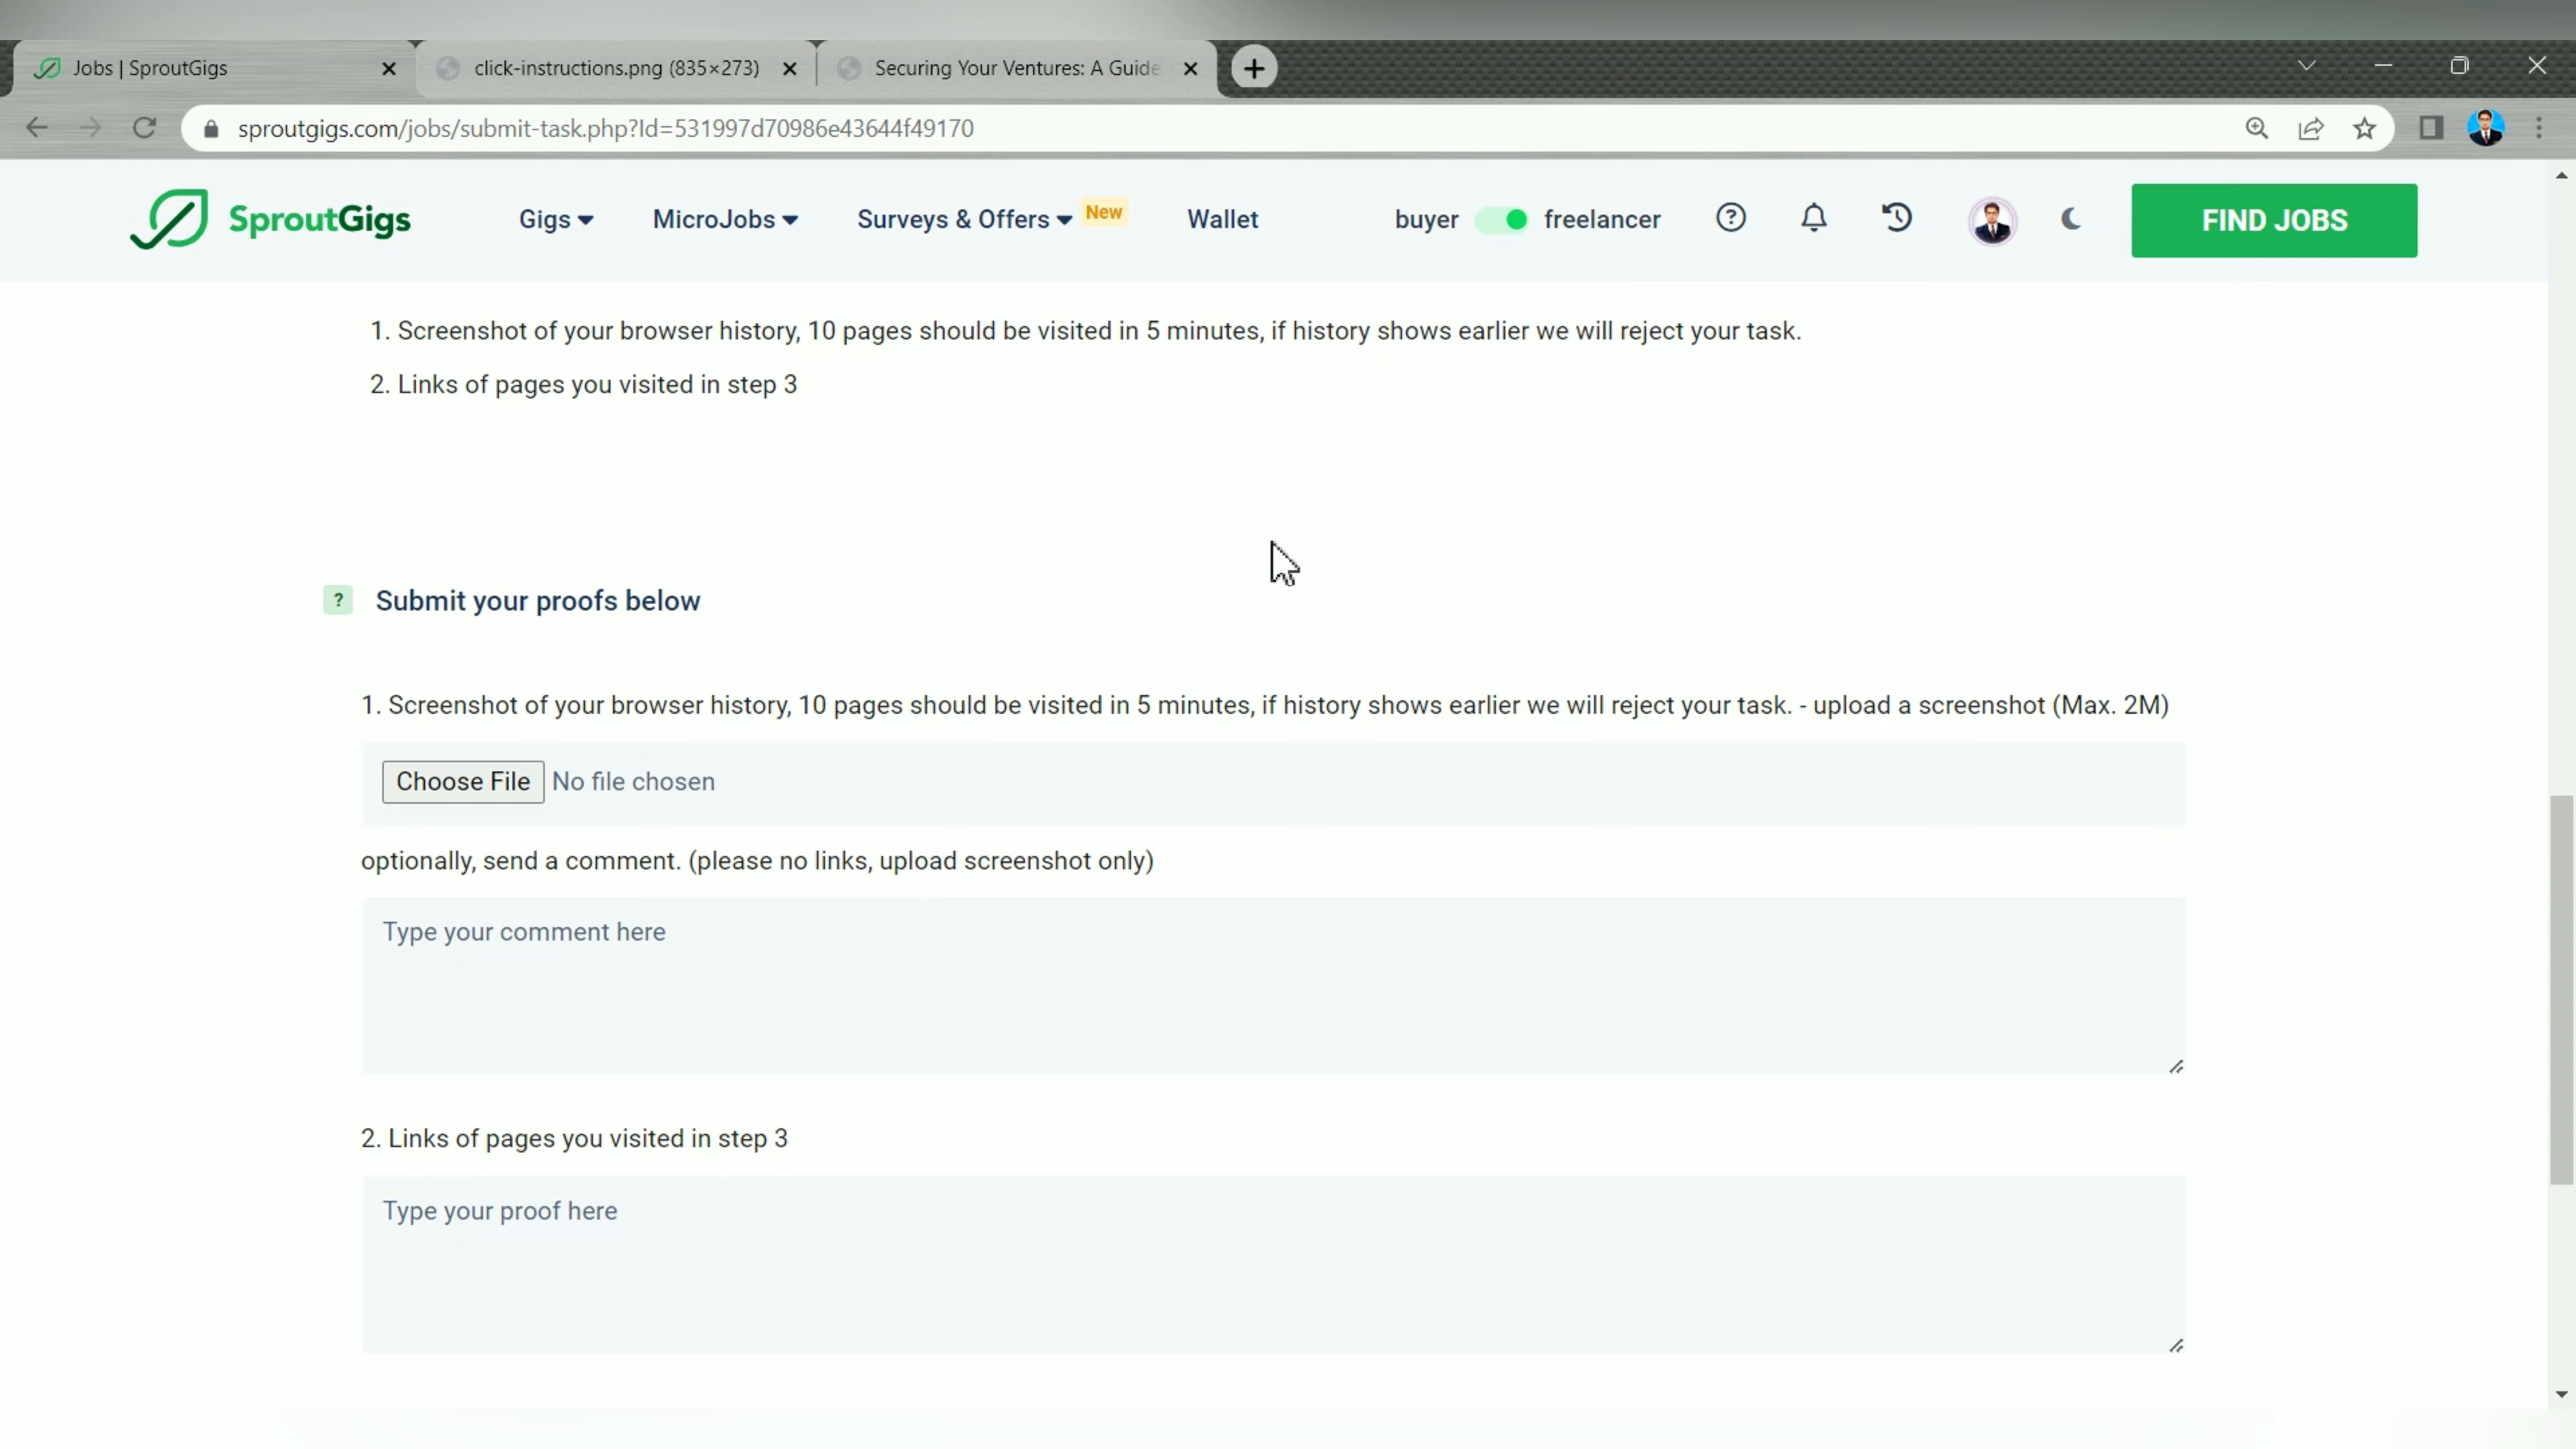 Jobs | SproutGigs
click-instructions.png (835×273)
Securing Your Ventures: A Guide
sproutgigs.com/jobs/submit-task.php?Id=531997d70986e43644f49170
SproutGigs
Gigs
MicroJobs
Surveys & Offers
New
Wallet
buyer
freelancer
FIND JOBS
1. Screenshot of your browser history, 10 pages should be visited in 5 minutes, if history shows earlier we will reject your task.
2. Links of pages you visited in step 3
? Submit your proofs below
1. Screenshot of your browser history, 10 pages should be visited in 5 minutes, if history shows earlier we will reject your task. - upload a screenshot (Max. 2M)
Choose File No file chosen
optionally, send a comment. (please no links, upload screenshot only)
Type your comment here
2. Links of pages you visited in step 3
Type your proof here